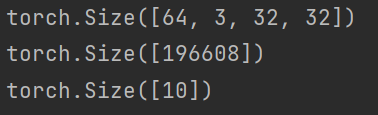 torch.Size([64, 3, 32, 32])
torch.Size([196608])
torch.Size([10])